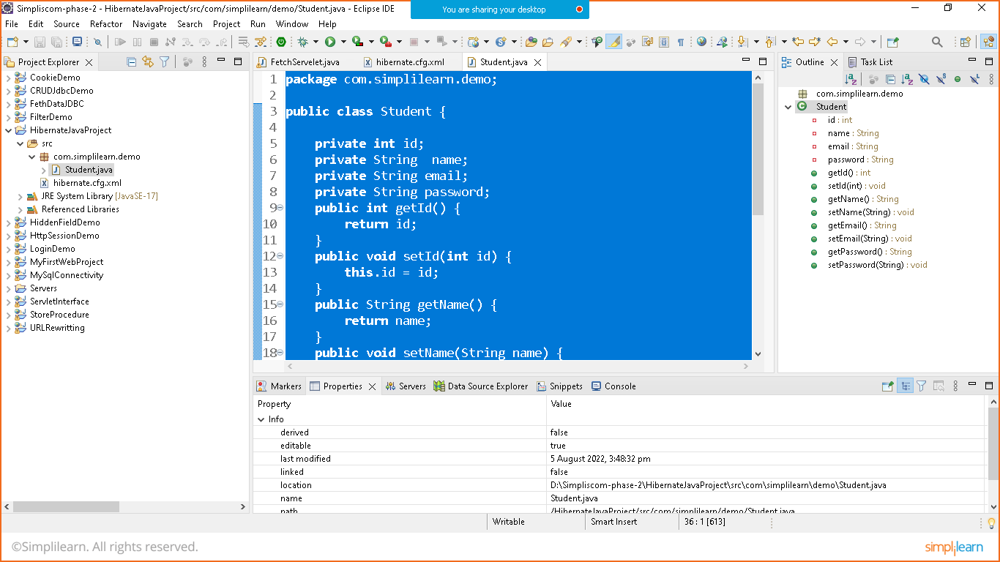 Simpliscom-phase-2 - HibernateJavaProject/src/com/simplilearn/demo/Student.java - Eclipse IDE
You are sharing your desktop
File Edit Source Refactor Navigate Search Project Run Window Help
Project Explorer
CookieDemo
CRUDJdbcDemo
FethDataJDBC
FilterDemo
HibernateJavaProject
src
com.simplilearn.demo
Student.java
hibernate.cfg.xml
JRE System Library [JavaSE-17]
Referenced Libraries
HiddenFieldDemo
HttpSessionDemo
LoginDemo
MyFirstWebProject
MySqlConnectivity
Servers
ServletInterface
StoreProcedure
URLRewritting
FetchServelet.java hibernate.cfg.xml Student.java
1 package com.simplilearn.demo;
2
3 public class Student {
4
5 private int id;
6 private String  name;
7 private String email;
8 private String password;
9 public int getId() {
10 return id;
11 }
12 public void setId(int id) {
13 this.id = id;
14 }
15 public String getName() {
16 return name;
17 }
18 public void setName(String name) {
Outline Task List
com.simplilearn.demo
Student
id : int
name : String
email : String
password : String
getId() : int
setId(int) : void
getName() : String
setName(String) : void
getEmail() : String
setEmail(String) : void
getPassword() : String
setPassword(String) : void
Markers Properties Servers Data Source Explorer Snippets Console
Property Value
Info
derived false
editable true
last modified 5 August 2022, 3:48:32 pm
linked false
location D:\Simpliscom-phase-2\HibernateJavaProject\src\com\simplilearn\demo\Student.java
name Student.java
path /HibernateJavaProject/src/com/simplilearn/demo/Student.java
Writable Smart Insert 36 : 1 [613]
©Simplilearn. All rights reserved.
simplilearn